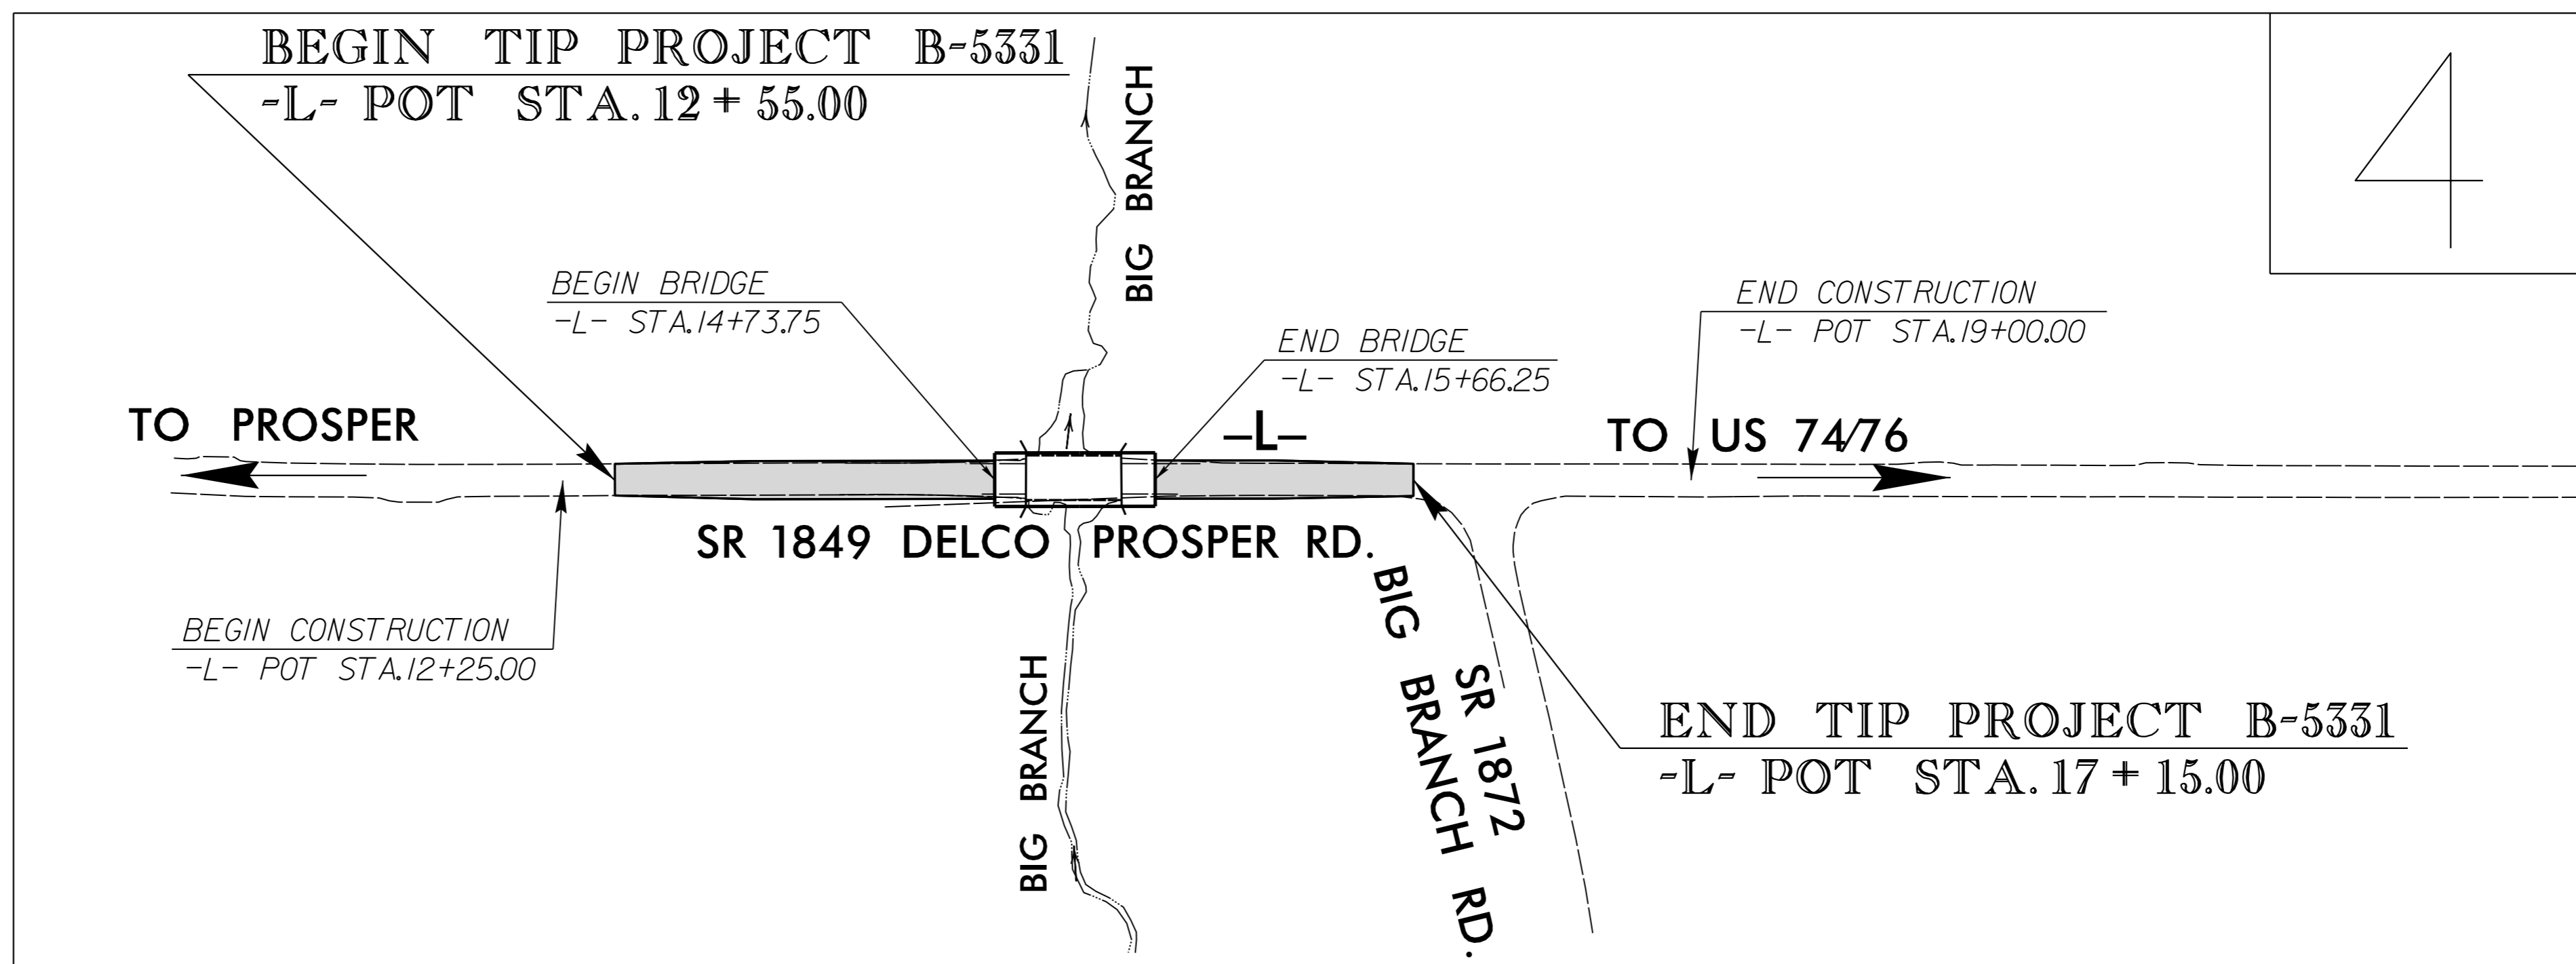 BEGIN TIP PROJECT B-5331
-L- POT STA. 12 + 55.00
4
BIG BRANCH
BEGIN BRIDGE
-L- STA.14+73.75
END CONSTRUCTION
-L- POT STA.19+00.00
END BRIDGE
-L- STA.15+66.25
TO PROSPER
-L-
TO US 74/76
SR 1849 DELCO PROSPER RD.
BEGIN CONSTRUCTION
-L- POT STA.12+25.00
BIG BRANCH
SR 1872
BIG BRANCH RD.
END TIP PROJECT B-5331
-L- POT STA. 17 + 15.00